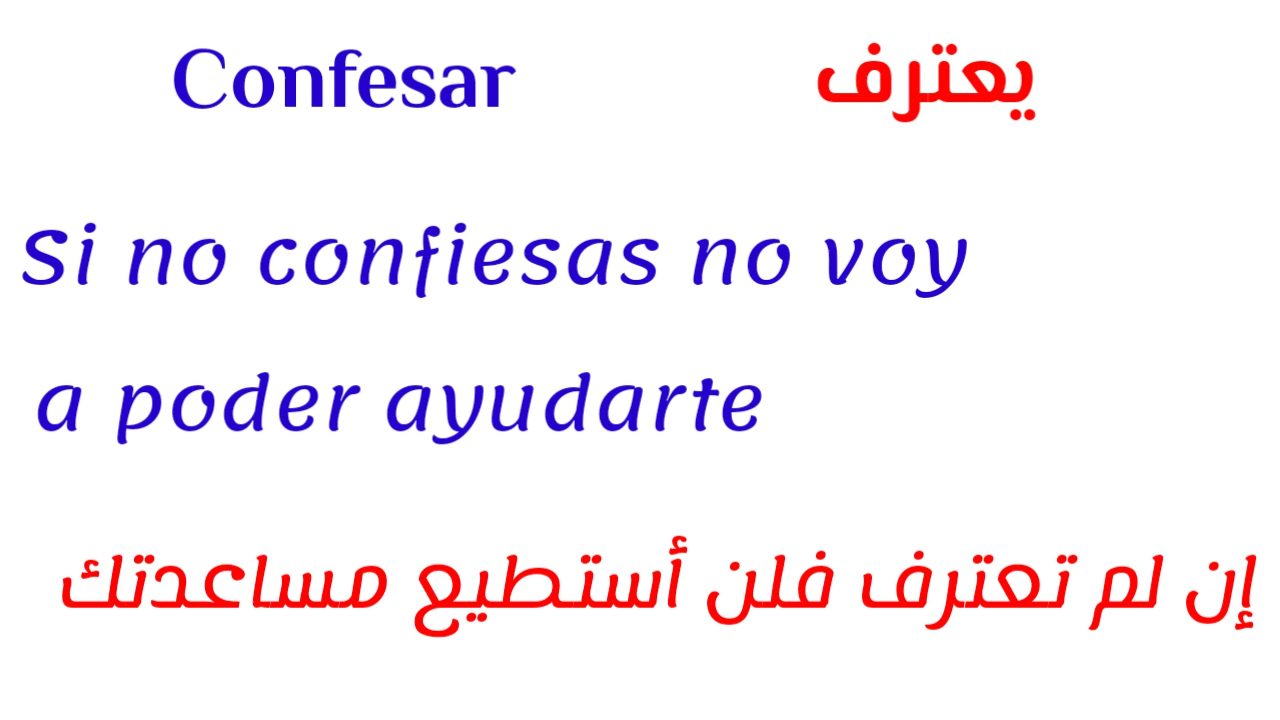 Confesar يعترف
Si no confiesas no voy
a poder ayudarte
إن لم تعترف فلن أستطيع مساعدتك